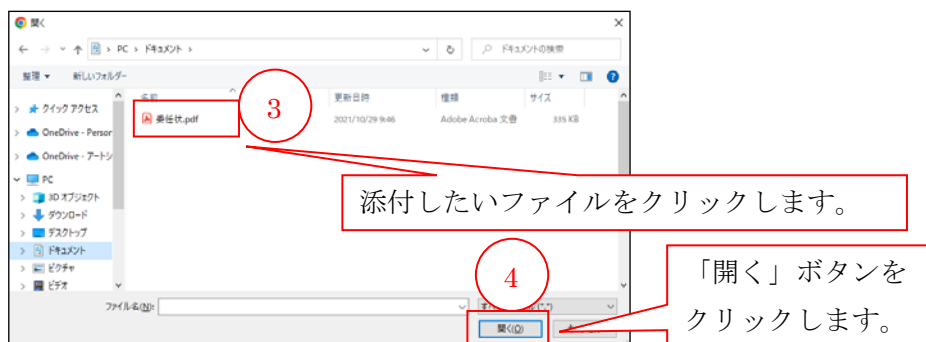 開く
PC › ドキュメント ›
ドキュメントの検索
整理 ▼ 新しいフォルダー
名前 更新日時 種類 サイズ
委任状.pdf 2021/10/29 9:46 Adobe Acroba 文書 335 KB
③
クイック アクセス
OneDrive - Person
OneDrive - アートシ
PC
3D オブジェクト
ダウンロード
デスクトップ
ドキュメント
ピクチャ
ビデオ
添付したいファイルをクリックします。
④
ファイル名(N):
開く(O)
「開く」ボタンを
クリックします。